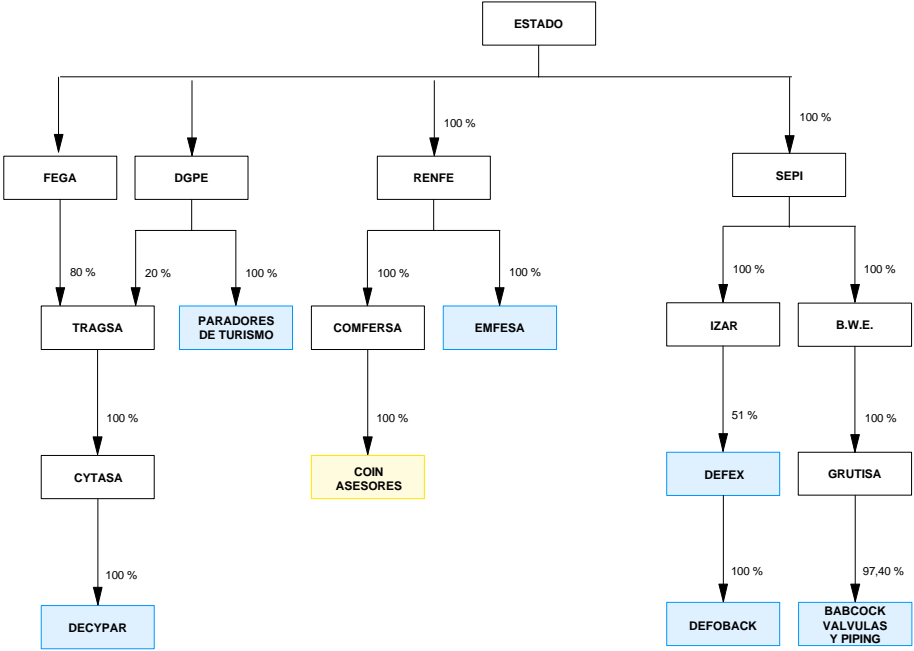 ESTADO
100 %
100 %
FEGA
DGPE
RENFE
SEPI
80 %
20 %
100 %
100 %
100 %
100 %
100 %
TRAGSA
PARADORES
DE TURISMO
COMFERSA
EMFESA
IZAR
B.W.E.
100 %
100 %
51 %
100 %
CYTASA
COIN
ASESORES
DEFEX
GRUTISA
100 %
100 %
97,40 %
DECYPAR
DEFOBACK
BABCOCK
VALVULAS
Y PIPING